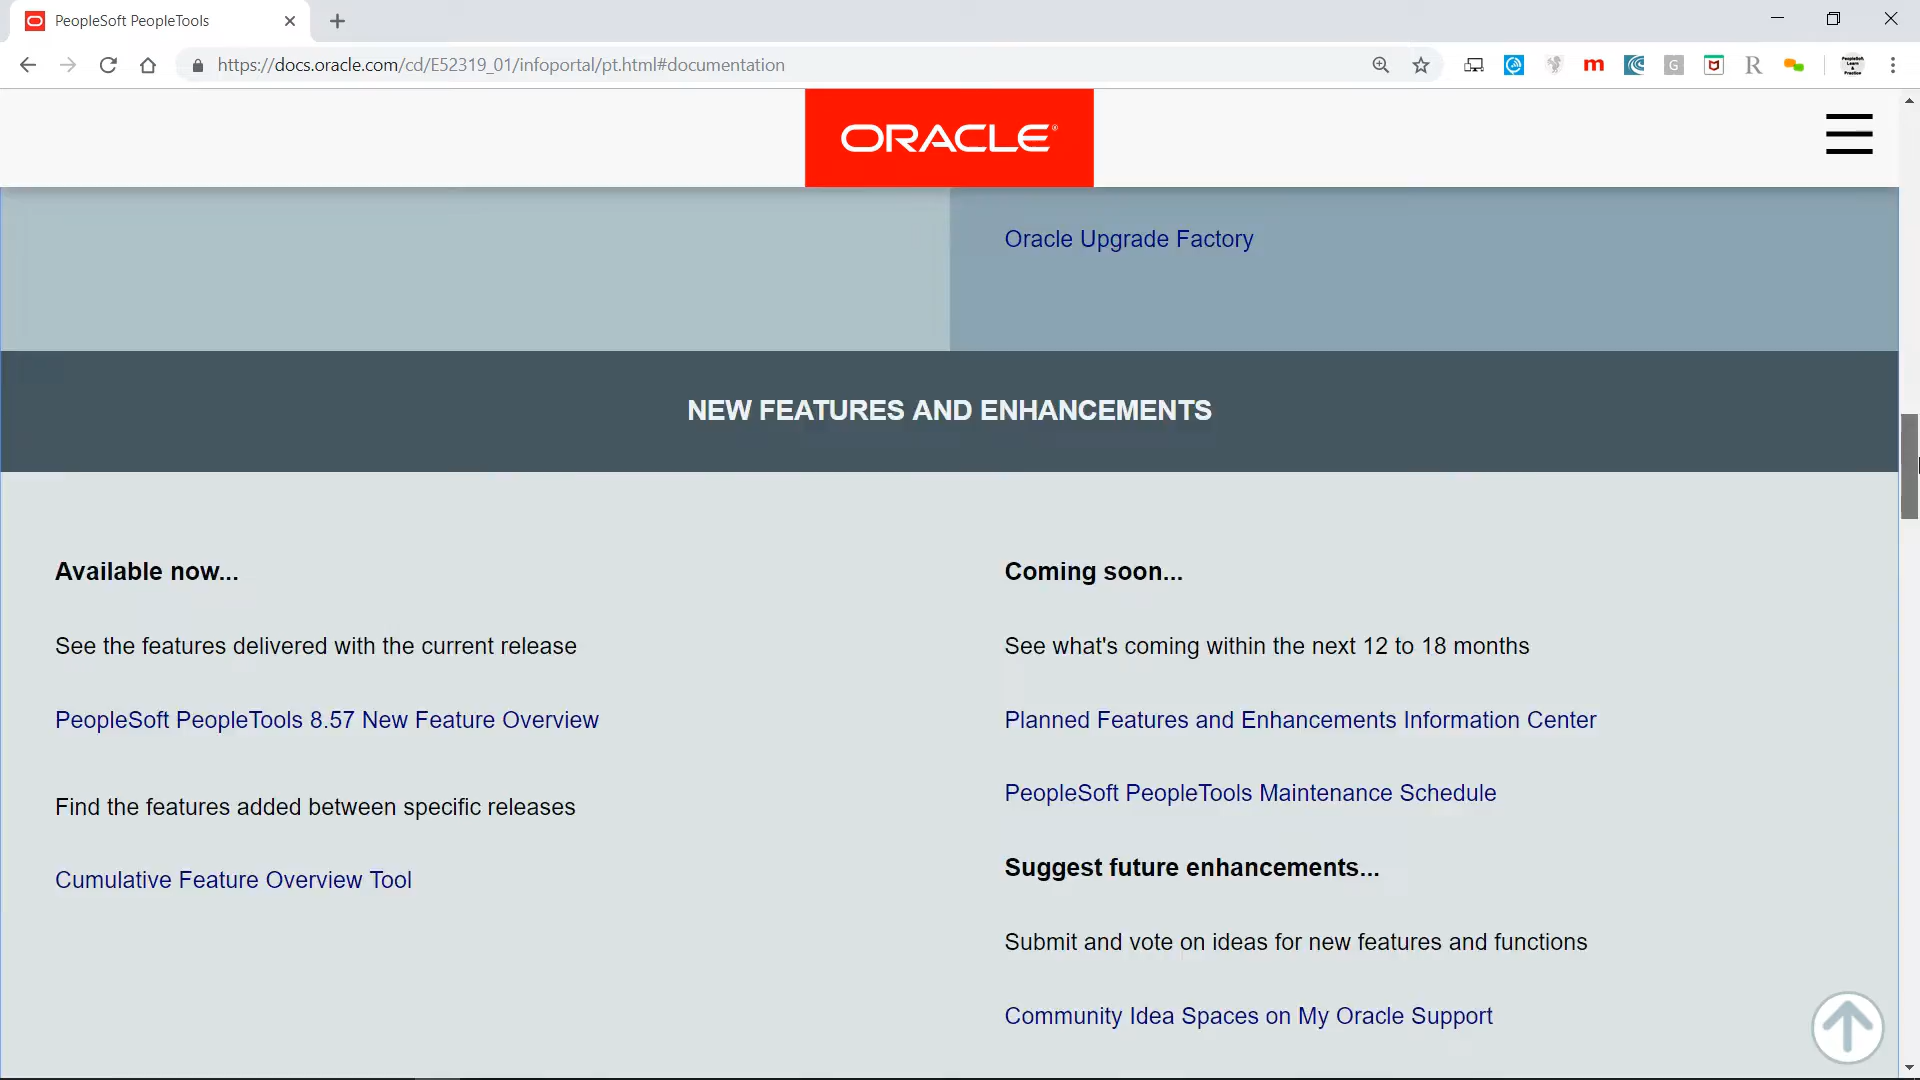 PeopleSoft PeopleTools
https://docs.oracle.com/cd/E52319_01/infoportal/pt.html#documentation
ORACLE®
Oracle Upgrade Factory
NEW FEATURES AND ENHANCEMENTS
Available now...
See the features delivered with the current release
PeopleSoft PeopleTools 8.57 New Feature Overview
Find the features added between specific releases
Cumulative Feature Overview Tool
Coming soon...
See what's coming within the next 12 to 18 months
Planned Features and Enhancements Information Center
PeopleSoft PeopleTools Maintenance Schedule
Suggest future enhancements...
Submit and vote on ideas for new features and functions
Community Idea Spaces on My Oracle Support